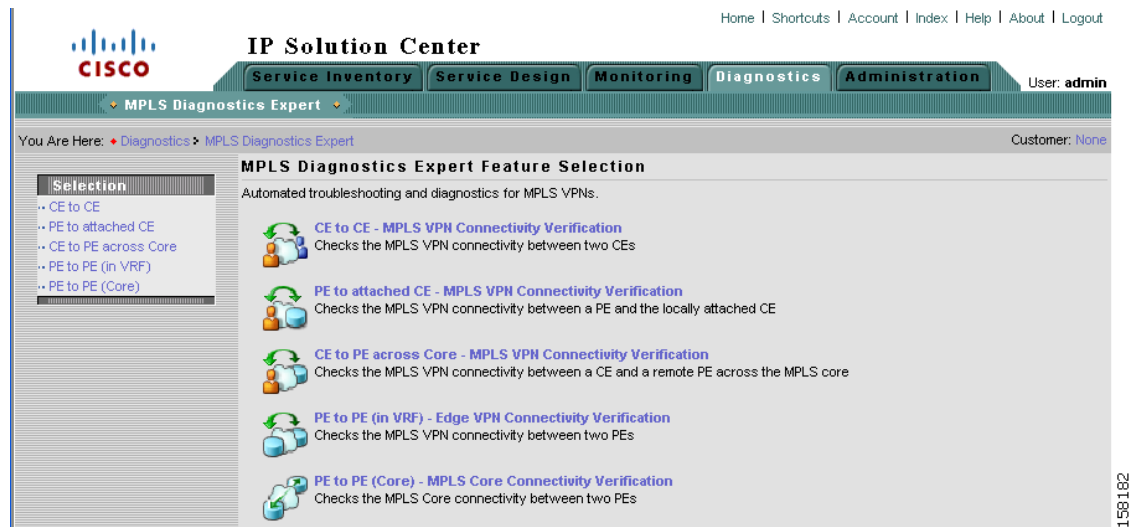 Home | Shortcuts | Account | Index | Help | About | Logout
CISCO
IP Solution Center
Service Inventory Service Design Monitoring Diagnostics Administration
User: admin
MPLS Diagnostics Expert
You Are Here: Diagnostics MPLS Diagnostics Expert
Customer: None
Selection
CE to CE
PE to attached CE
CE to PE across Core
PE to PE (in VRF)
PE to PE (Core)
MPLS Diagnostics Expert Feature Selection
Automated troubleshooting and diagnostics for MPLS VPNs.
CE to CE - MPLS VPN Connectivity Verification
Checks the MPLS VPN connectivity between two CEs
PE to attached CE - MPLS VPN Connectivity Verification
Checks the MPLS VPN connectivity between a PE and the locally attached CE
CE to PE across Core - MPLS VPN Connectivity Verification
Checks the MPLS VPN connectivity between a CE and a remote PE across the MPLS core
PE to PE (in VRF) - Edge VPN Connectivity Verification
Checks the MPLS VPN connectivity between two PEs
PE to PE (Core) - MPLS Core Connectivity Verification
Checks the MPLS Core connectivity between two PEs
158182